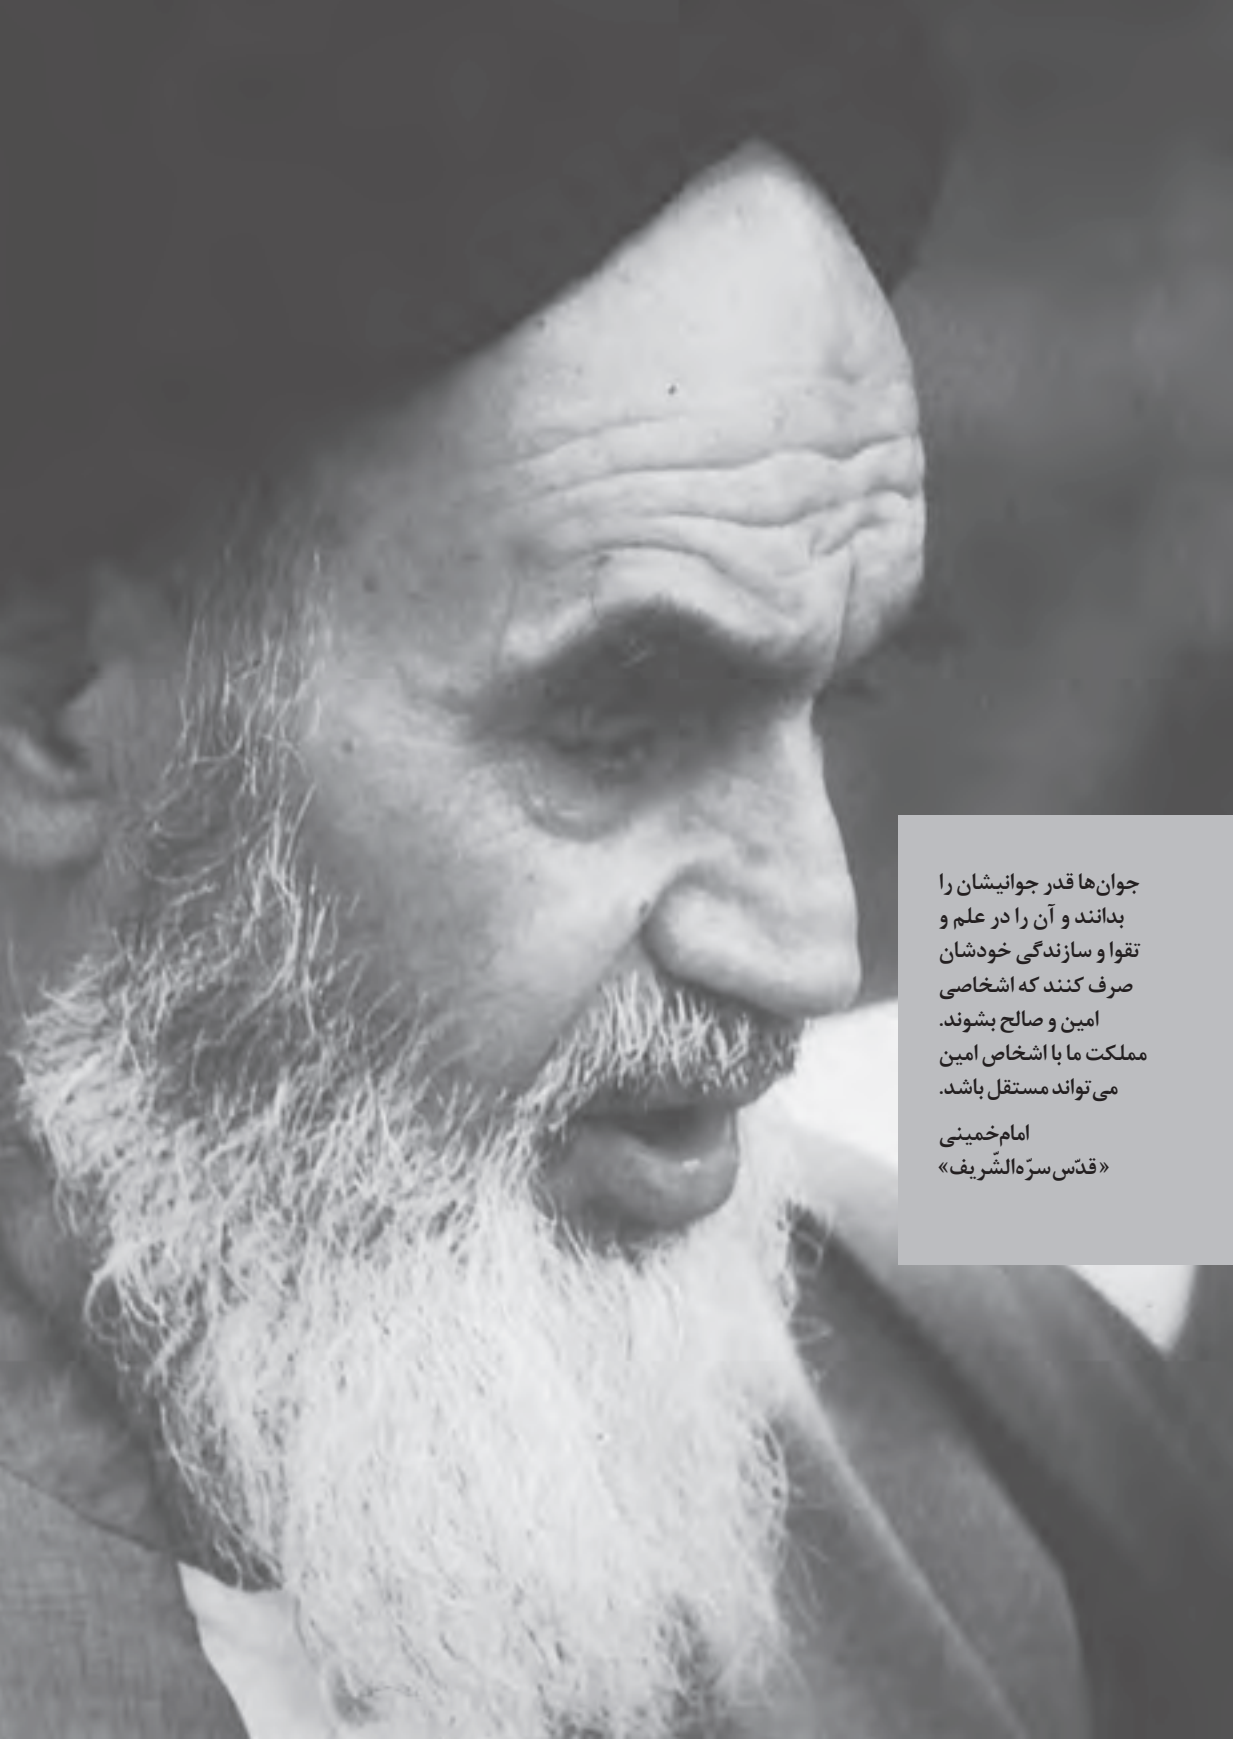 جوان‌ها قدر جوانیشان را
بدانند و آن را در علم و
تقوا و سازندگی خودشان
صرف کنند که اشخاصی
امین و صالح بشوند.
مملکت ما با اشخاص امین
می‌تواند مستقل باشد.
امام‌خمینی
«قدّس‌سرّه‌الشّریف»